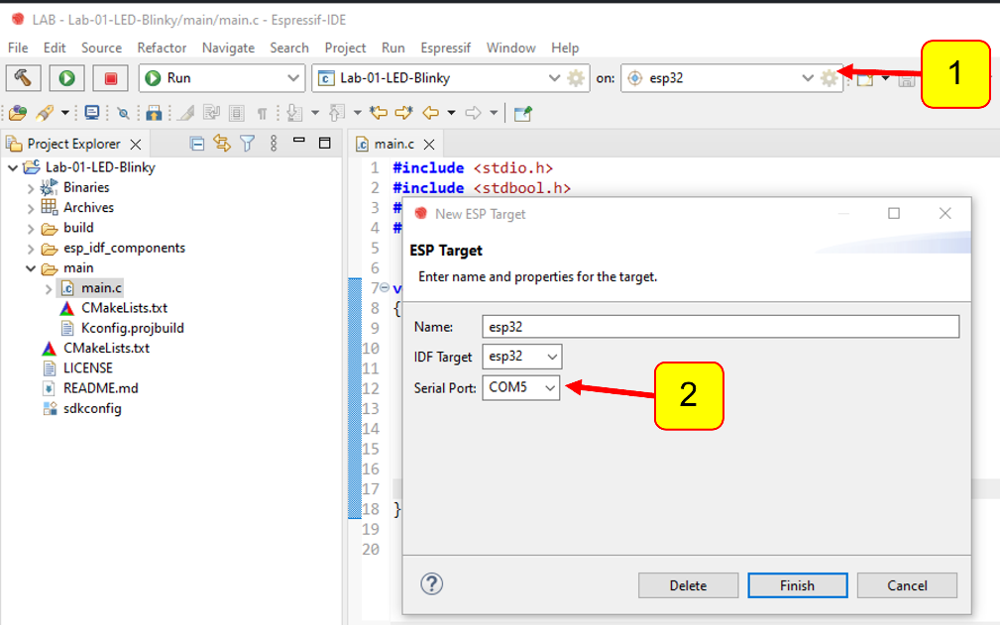 LAB - Lab-01-LED-Blinky/main/main.c - Espressif-IDE
File Edit Source Refactor Navigate Search Project Run Espressif Window Help
Run Lab-01-LED-Blinky on: esp32
1
Project Explorer
main.c
Lab-01-LED-Blinky
Binaries
Archives
build
esp_idf_components
main
main.c
CMakeLists.txt
Kconfig.projbuild
CMakeLists.txt
LICENSE
README.md
sdkconfig
1 #include <stdio.h>
2 #include <stdbool.h>
3 #
4 #
5
6
7 v
8 {
9
10
11
12
13
14
15
16
17
18 }
19
20
New ESP Target
ESP Target
Enter name and properties for the target.
Name: esp32
IDF Target esp32
Serial Port: COM5
2
Delete Finish Cancel